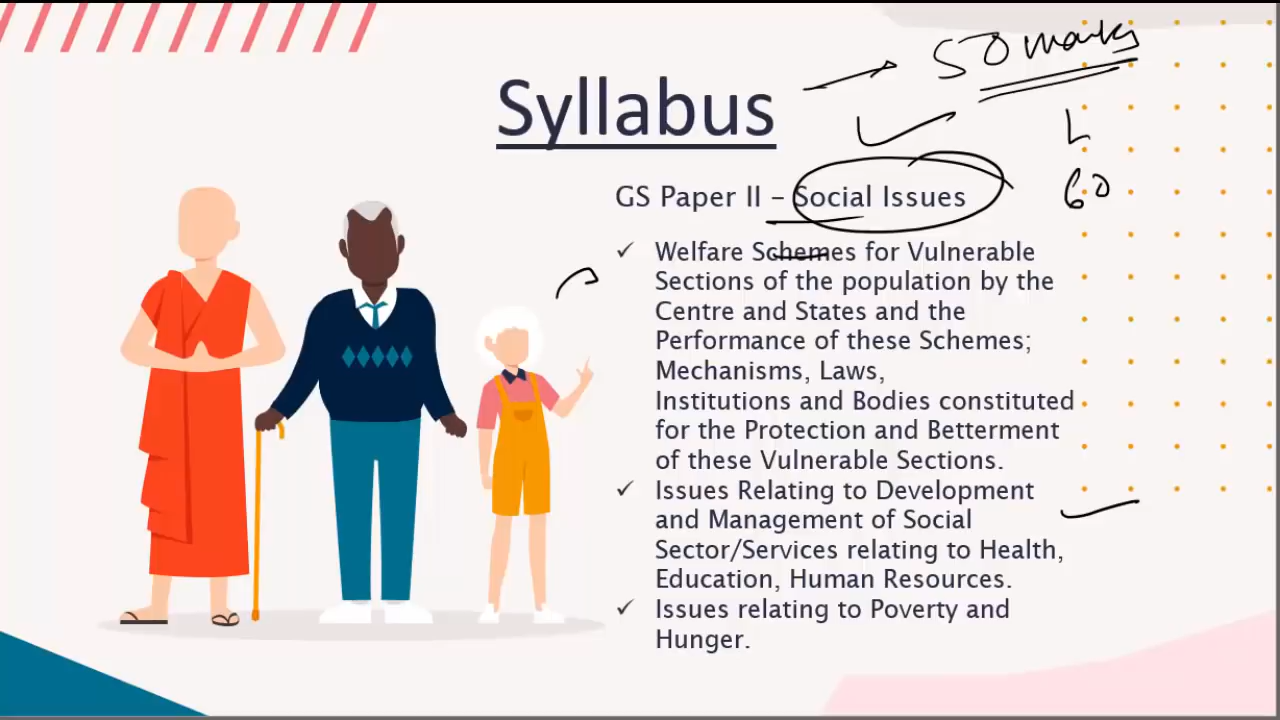 50 marks
Syllabus
60
GS Paper II – Social Issues
✓ Welfare Schemes for Vulnerable
Sections of the population by the
Centre and States and the
Performance of these Schemes;
Mechanisms, Laws,
Institutions and Bodies constituted
for the Protection and Betterment
of these Vulnerable Sections.
✓ Issues Relating to Development
and Management of Social
Sector/Services relating to Health,
Education, Human Resources.
✓ Issues relating to Poverty and
Hunger.